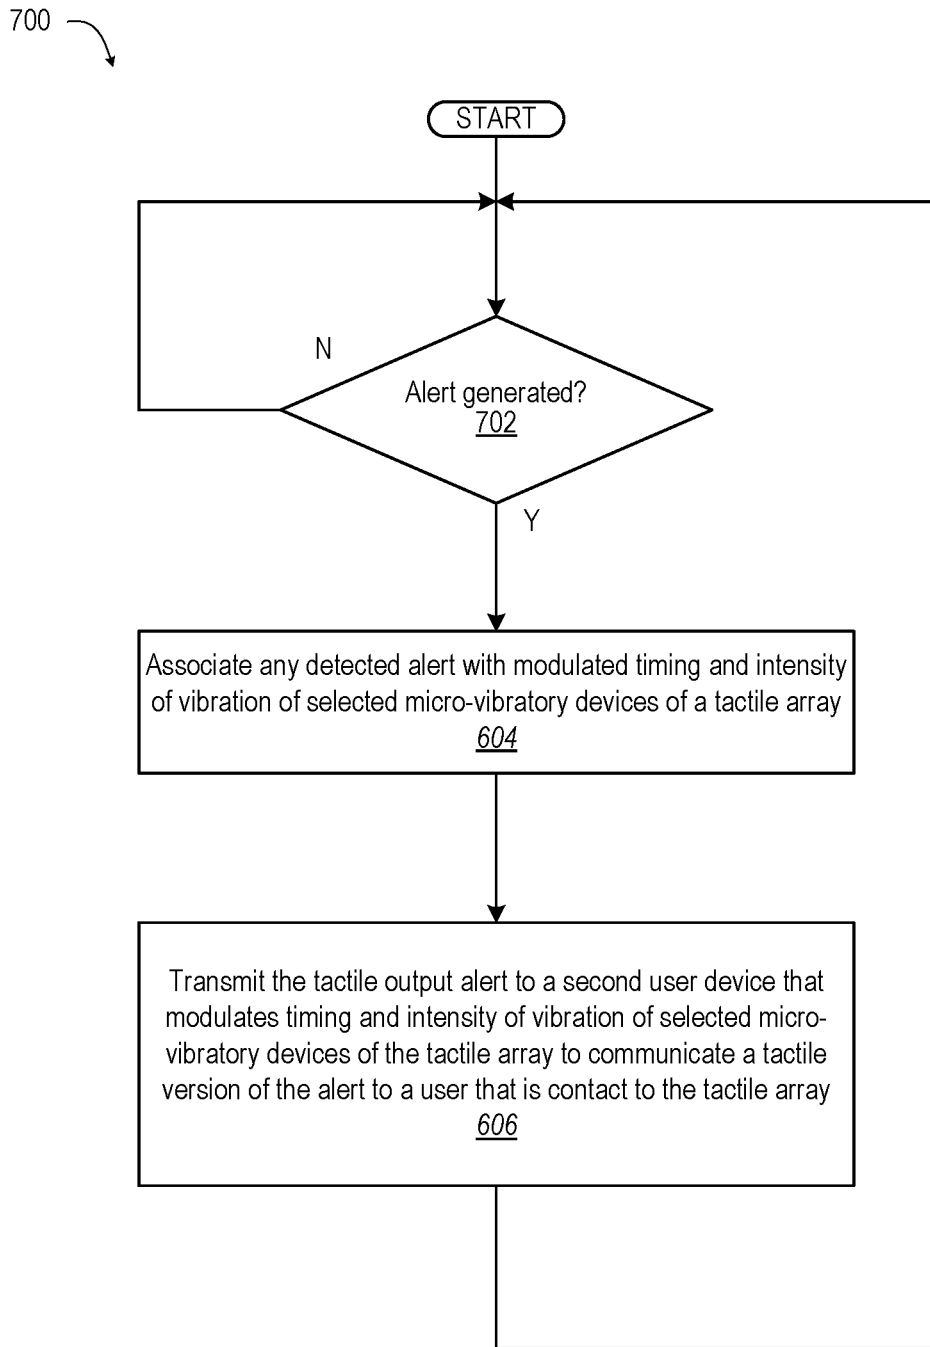 700
START
N
Alert generated?
702
Y
Associate any detected alert with modulated timing and intensity
of vibration of selected micro-vibratory devices of a tactile array
604
Transmit the tactile output alert to a second user device that
modulates timing and intensity of vibration of selected micro-
vibratory devices of the tactile array to communicate a tactile
version of the alert to a user that is contact to the tactile array
606